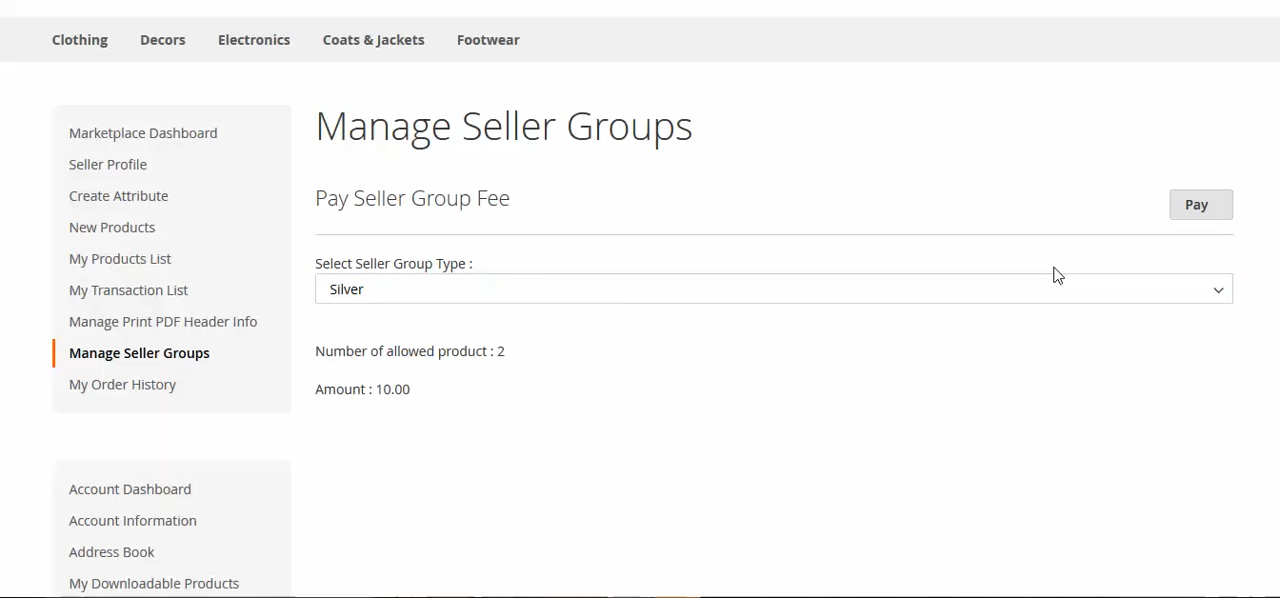 Clothing Decors Electronics Coats & Jackets Footwear
Marketplace Dashboard
Seller Profile
Create Attribute
New Products
My Products List
My Transaction List
Manage Print PDF Header Info
Manage Seller Groups
My Order History
Account Dashboard
Account Information
Address Book
My Downloadable Products
Manage Seller Groups
Pay Seller Group Fee
Pay
Select Seller Group Type :
Silver
Number of allowed product : 2
Amount : 10.00